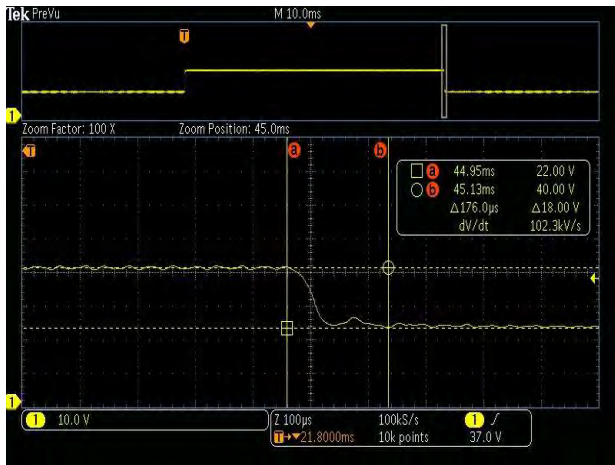 Tek PreVu M 10.0ms
T
1
Zoom Factor: 100 X Zoom Position: 45.0ms
T a b
a 44.95ms 22.00 V
b 45.13ms 40.00 V
Δ176.0µs Δ18.00 V
dV/dt 102.3kV/s
1
1 10.0 V
Z 100µs 100kS/s 1
T→▼21.8000ms 10k points 37.0 V